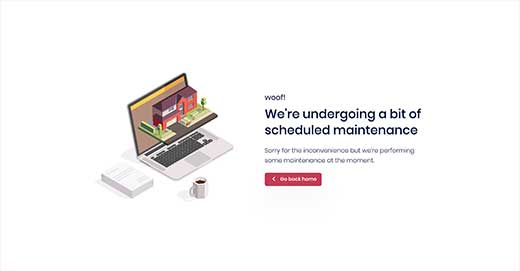 woof!
We're undergoing a bit of
scheduled maintenance
Sorry for the inconvenience but we're performing
some maintenance at the moment.
Go back home